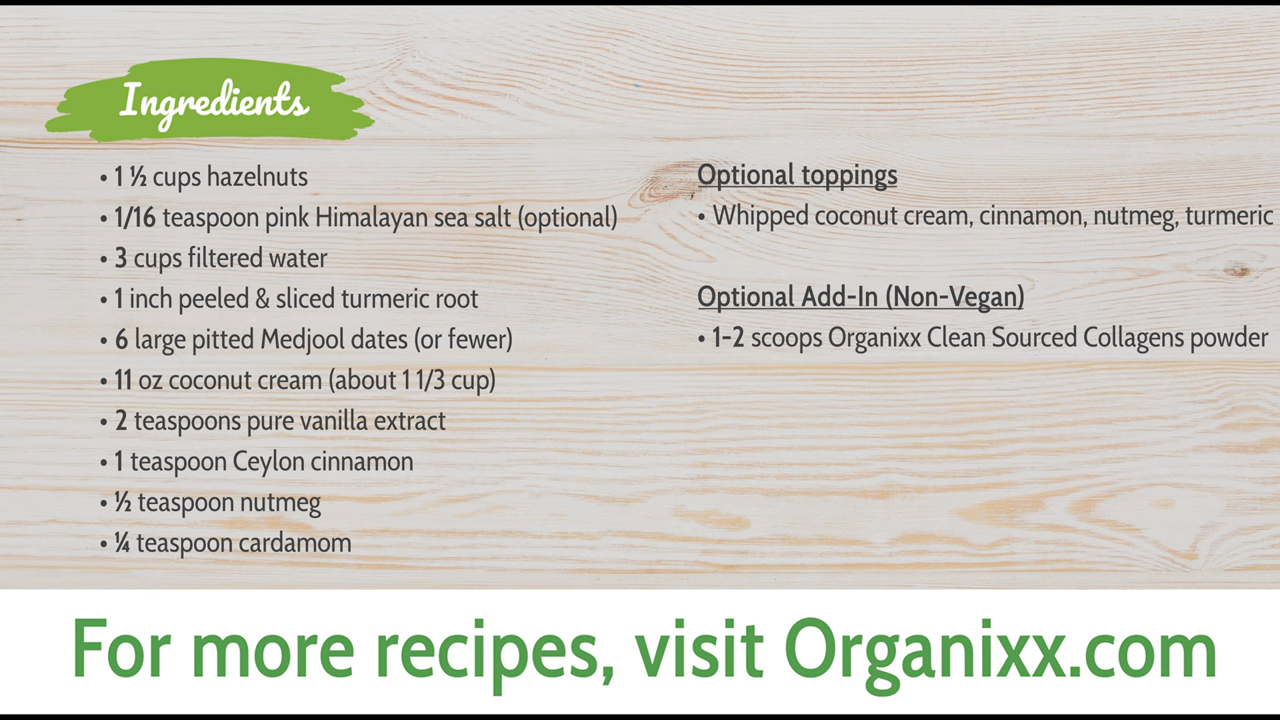 Ingredients
• 1 ½ cups hazelnuts
• 1/16 teaspoon pink Himalayan sea salt (optional)
• 3 cups filtered water
• 1 inch peeled & sliced turmeric root
• 6 large pitted Medjool dates (or fewer)
• 11 oz coconut cream (about 1 1/3 cup)
• 2 teaspoons pure vanilla extract
• 1 teaspoon Ceylon cinnamon
• ½ teaspoon nutmeg
• ¼ teaspoon cardamom
Optional toppings
• Whipped coconut cream, cinnamon, nutmeg, turmeric
Optional Add-In (Non-Vegan)
• 1-2 scoops Organixx Clean Sourced Collagens powder
For more recipes, visit Organixx.com